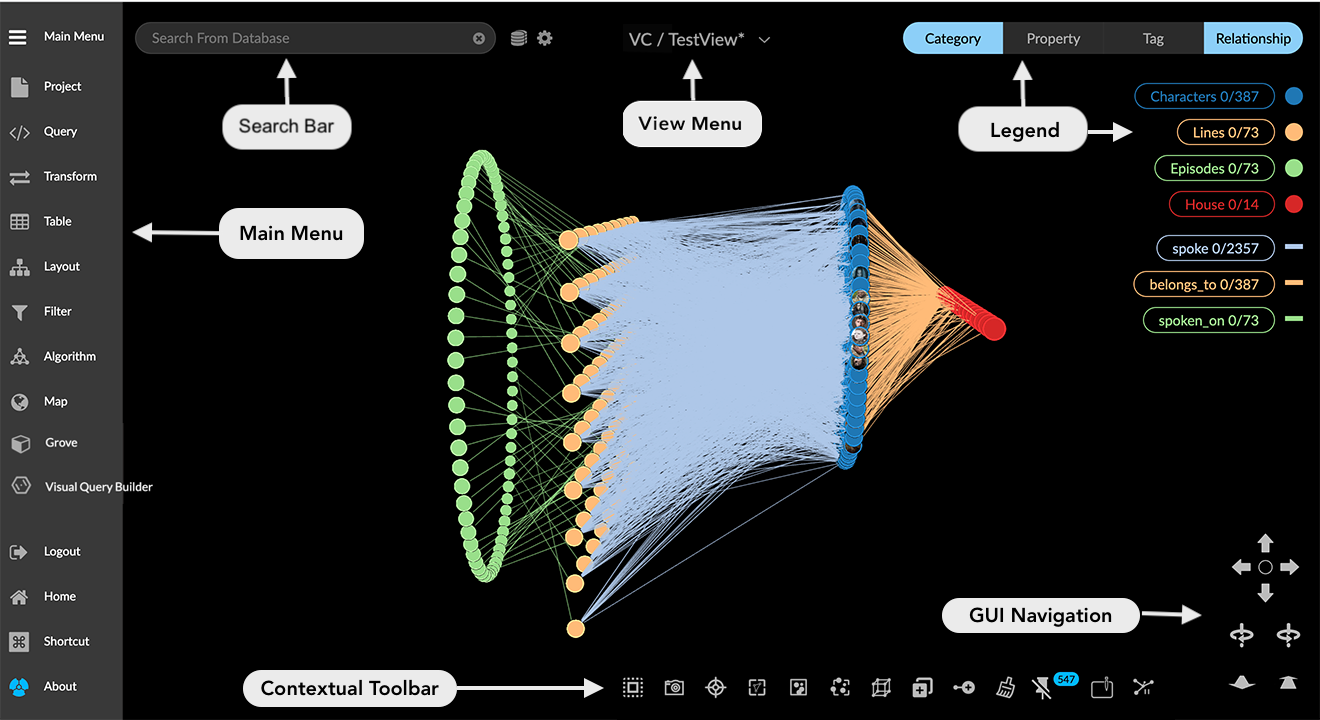 Main Menu
Search From Database
VC / TestView*
Category
Property
Tag
Relationship
Project
Query
Transform
Table
Layout
Filter
Algorithm
Map
Grove
Visual Query Builder
Logout
Home
Shortcut
About
Search Bar
View Menu
Legend
Main Menu
Characters 0/387
Lines 0/73
Episodes 0/73
House 0/14
spoke 0/2357
belongs_to 0/387
spoken_on 0/73
GUI Navigation
Contextual Toolbar
547